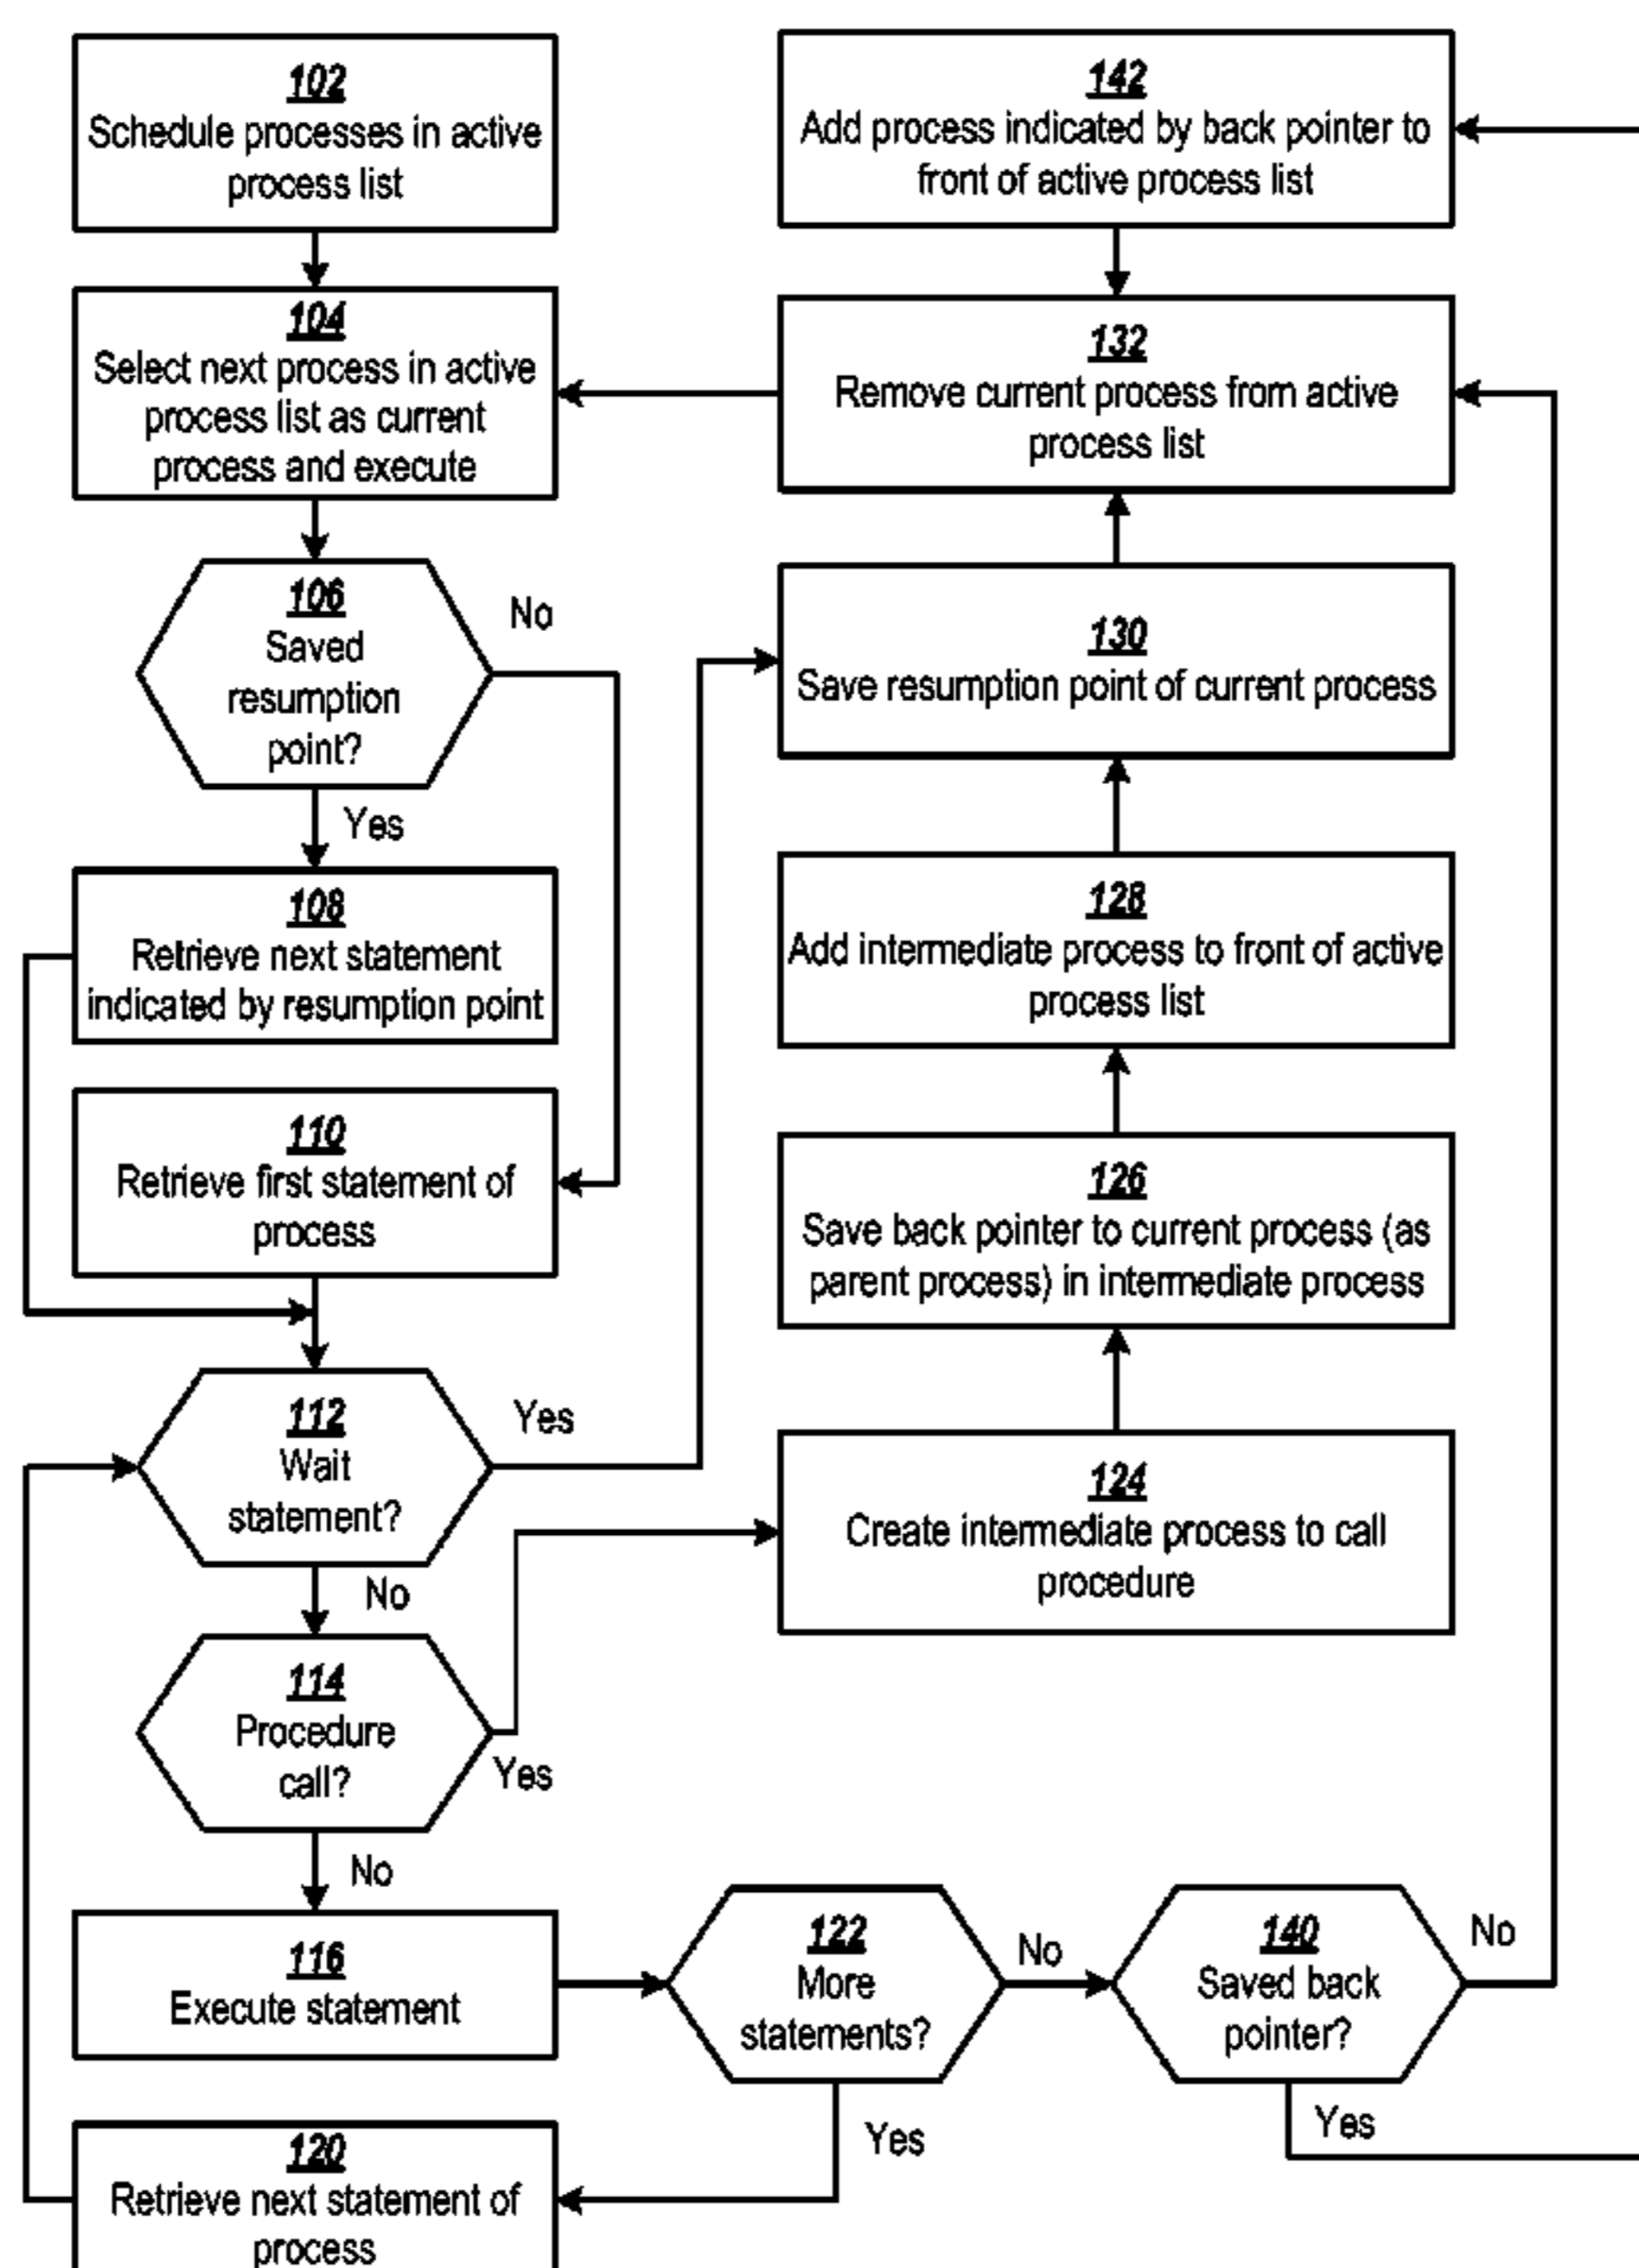 102
Schedule processes in active
process list
104
Select next process in active
process list as current
process and execute
106
Saved
resumption
point?
No
Yes
108
Retrieve next statement
indicated by resumption point
110
Retrieve first statement of
process
112
Wait
statement?
Yes
No
114
Procedure
call?
Yes
No
116
Execute statement
120
Retrieve next statement of
process
122
More
statements?
No
Yes
140
Saved back
pointer?
No
Yes
142
Add process indicated by back pointer to
front of active process list
132
Remove current process from active
process list
130
Save resumption point of current process
128
Add intermediate process to front of active
process list
126
Save back pointer to current process (as
parent process) in intermediate process
124
Create intermediate process to call
procedure